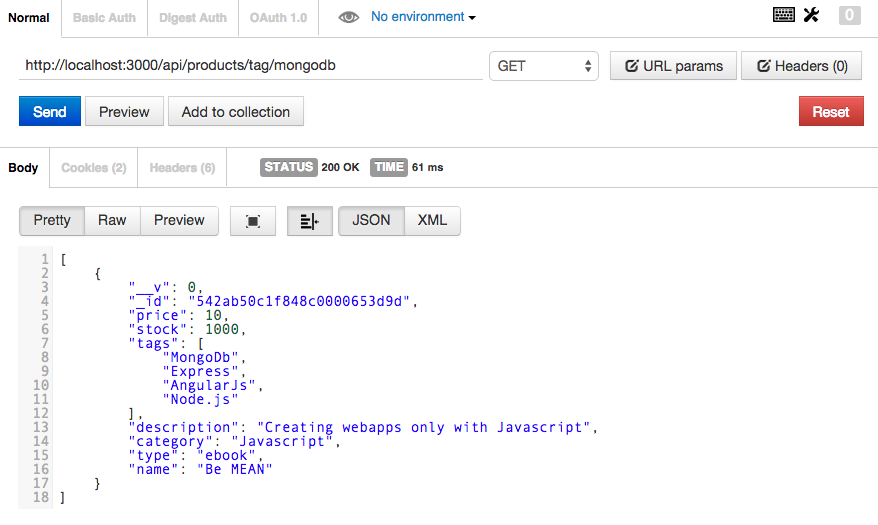 Normal Basic Auth Digest Auth OAuth 1.0 No environment 0
http://localhost:3000/api/products/tag/mongodb GET URL params Headers (0)
Send Preview Add to collection Reset
Body Cookies (2) Headers (6) STATUS 200 OK TIME 61 ms
Pretty Raw Preview JSON XML
1 [
2 {
3 "__v": 0,
4 "_id": "542ab50c1f848c0000653d9d",
5 "price": 10,
6 "stock": 1000,
7 "tags": [
8 "MongoDb",
9 "Express",
10 "AngularJs",
11 "Node.js"
12 ],
13 "description": "Creating webapps only with Javascript",
14 "category": "Javascript",
15 "type": "ebook",
16 "name": "Be MEAN"
17 }
18 ]